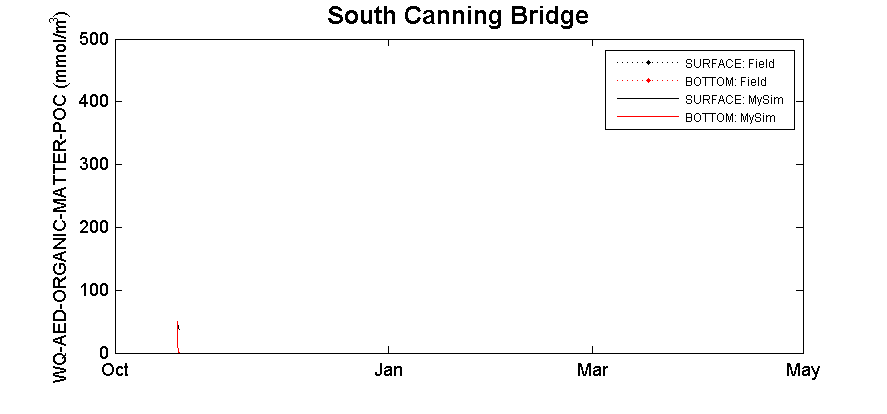 South Canning Bridge
WQ-AED-ORGANIC-MATTER-POC (mmol/m³)
500
400
300
200
100
0
Oct
Jan
Mar
May
SURFACE: Field
BOTTOM: Field
SURFACE: MySim
BOTTOM: MySim